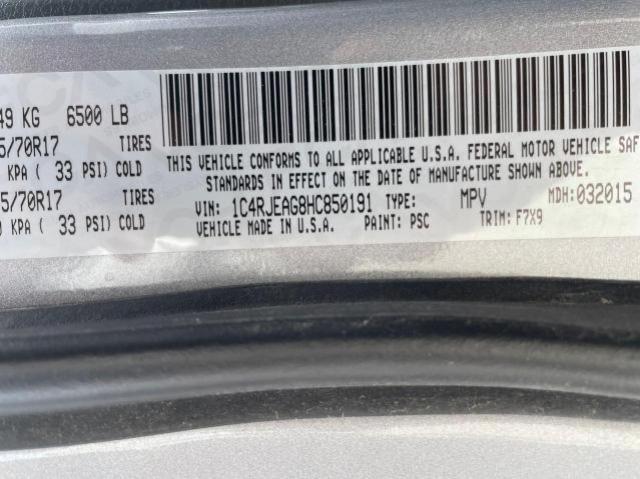 49 KG 6500 LB
5/70R17 TIRES
KPA ( 33 PSI) COLD
5/70R17 TIRES
KPA ( 33 PSI) COLD
THIS VEHICLE CONFORMS TO ALL APPLICABLE U.S.A. FEDERAL MOTOR VEHICLE SAF
STANDARDS IN EFFECT ON THE DATE OF MANUFACTURE SHOWN ABOVE.
VIN: 1C4RJEAG8HC850191 TYPE: MPV MDH:032015
VEHICLE MADE IN U.S.A. PAINT: PSC TRIM: F7X9